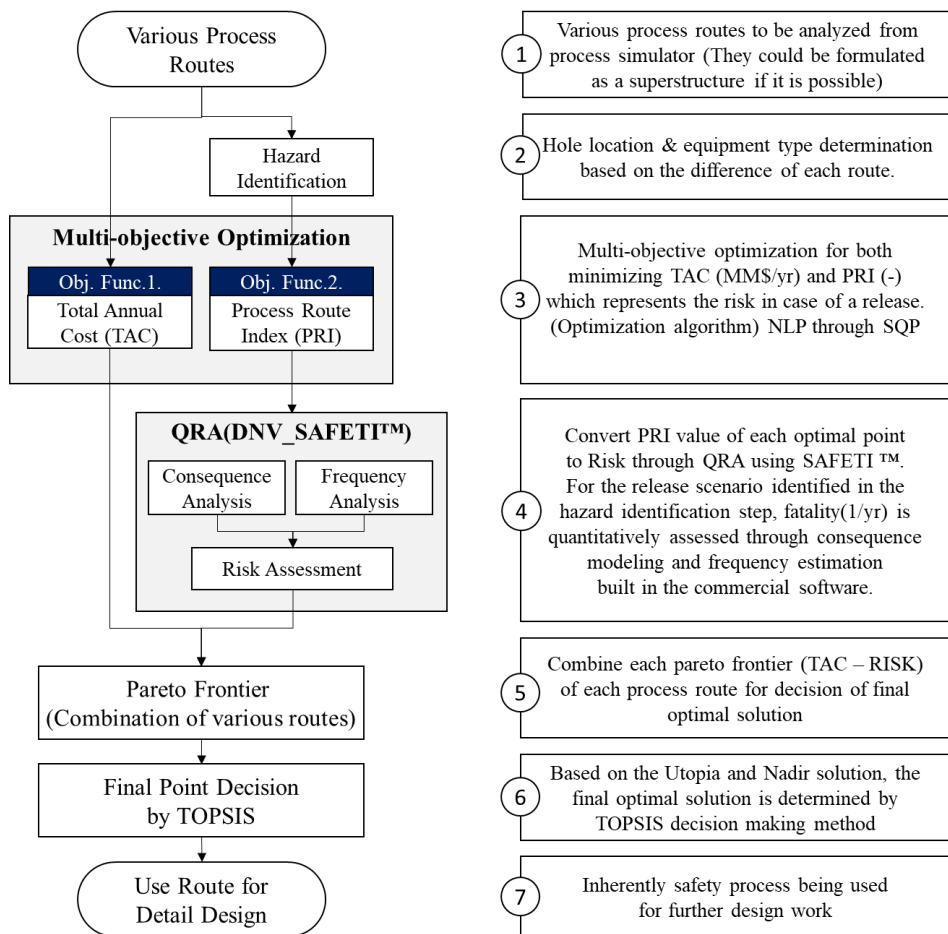 Various Process
Routes
Hazard
Identification
Multi-objective Optimization
Obj. Func.1.
Total Annual
Cost (TAC)
Obj. Func.2.
Process Route
Index (PRI)
QRA(DNV_SAFETI™)
Consequence
Analysis
Frequency
Analysis
Risk Assessment
Pareto Frontier
(Combination of various routes)
Final Point Decision
by TOPSIS
Use Route for
Detail Design
1
Various process routes to be analyzed from
process simulator (They could be formulated
as a superstructure if it is possible)
2
Hole location & equipment type determination
based on the difference of each route.
3
Multi-objective optimization for both
minimizing TAC (MM$/yr) and PRI (-)
which represents the risk in case of a release.
(Optimization algorithm) NLP through SQP
4
Convert PRI value of each optimal point
to Risk through QRA using SAFETI ™.
For the release scenario identified in the
hazard identification step, fatality(1/yr) is
quantitatively assessed through consequence
modeling and frequency estimation
built in the commercial software.
5
Combine each pareto frontier (TAC – RISK)
of each process route for decision of final
optimal solution
6
Based on the Utopia and Nadir solution, the
final optimal solution is determined by
TOPSIS decision making method
7
Inherently safety process being used
for further design work